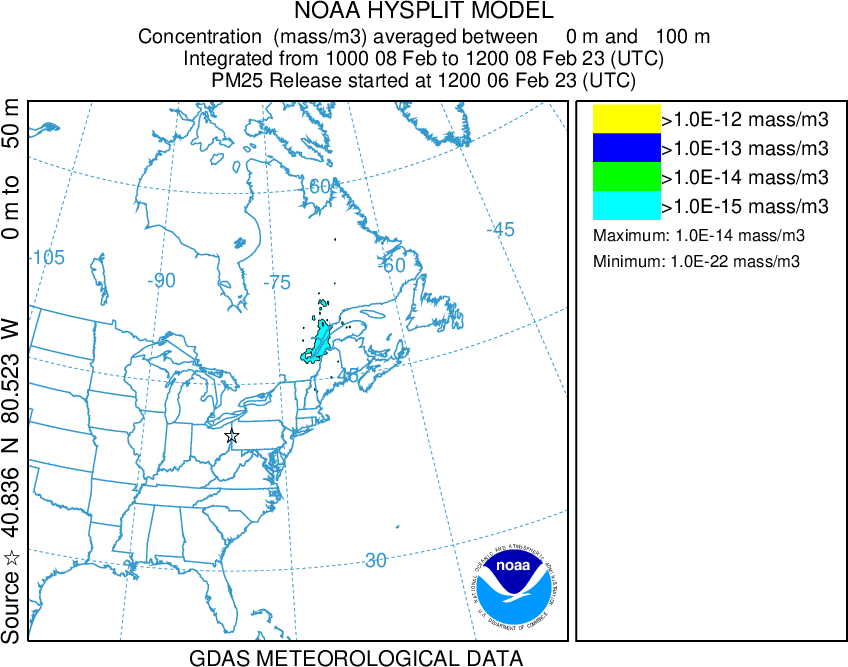 NOAA HYSPLIT MODEL
Concentration (mass/m3) averaged between 0 m and 100 m
Integrated from 1000 08 Feb to 1200 08 Feb 23 (UTC)
PM25 Release started at 1200 06 Feb 23 (UTC)
Source ☆ 40.836 N 80.523 W 0 m to 50 m
60
-45
-105
-90
-75
-60
45
30
>1.0E-12 mass/m3
>1.0E-13 mass/m3
>1.0E-14 mass/m3
>1.0E-15 mass/m3
Maximum: 1.0E-14 mass/m3
Minimum: 1.0E-22 mass/m3
NATIONAL OCEANIC AND ATMOSPHERIC ADMINISTRATION
noaa
U.S. DEPARTMENT OF COMMERCE
GDAS METEOROLOGICAL DATA